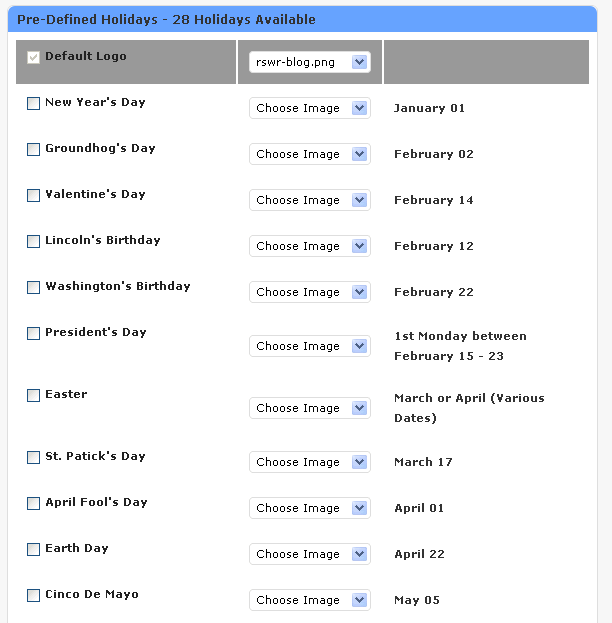 Pre-Defined Holidays - 28 Holidays Available
Default Logo rswr-blog.png
New Year's Day Choose Image January 01
Groundhog's Day Choose Image February 02
Valentine's Day Choose Image February 14
Lincoln's Birthday Choose Image February 12
Washington's Birthday Choose Image February 22
President's Day Choose Image 1st Monday between
February 15 - 23
Easter Choose Image March or April (Various
Dates)
St. Patick's Day Choose Image March 17
April Fool's Day Choose Image April 01
Earth Day Choose Image April 22
Cinco De Mayo Choose Image May 05